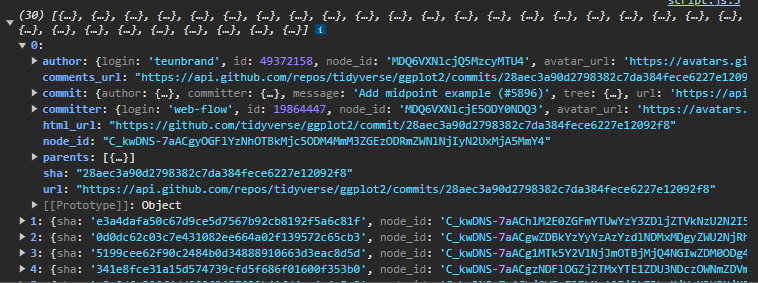 script.js:5
(30) [{…}, {…}, {…}, {…}, {…}, {…}, {…}, {…}, {…}, {…}, {…}, {…}, {…}, {…}, {…}, {…}, {…}, {…}, {…},
{…}, {…}, {…}, {…}, {…}, {…}, {…}, {…}, {…}, {…}, {…}] i
0:
author: {login: 'teunbrand', id: 49372158, node_id: 'MDQ6VXNlcjQ5MzcyMTU4', avatar_url: 'https://avatars.gi
comments_url: "https://api.github.com/repos/tidyverse/ggplot2/commits/28aec3a90d2798382c7da384fece6227e12092
commit: {author: {…}, committer: {…}, message: 'Add midpoint example (#5896)', tree: {…}, url: 'https://api
committer: {login: 'web-flow', id: 19864447, node_id: 'MDQ6VXNlcjE5ODY0NDQ3', avatar_url: 'https://avatars.
html_url: "https://github.com/tidyverse/ggplot2/commit/28aec3a90d2798382c7da384fece6227e12092f8"
node_id: "C_kwDNS-7aACgyOGFlYzNhOTBkMjc5ODM4MmM3ZGEzODRmZWNlNjIyN2UxMjA5MmY4"
parents: [{…}]
sha: "28aec3a90d2798382c7da384fece6227e12092f8"
url: "https://api.github.com/repos/tidyverse/ggplot2/commits/28aec3a90d2798382c7da384fece6227e12092f8"
[[Prototype]]: Object
1: {sha: 'e3a4dafa50c67d9ce5d7567b92cb8192f5a6c81f', node_id: 'C_kwDNS-7aAChlM2E0ZGFmYTUwYzY3ZDljZTVkNzU2N2I5
2: {sha: '0d0dc62c03c7e431082ee664a02f139572c65cb3', node_id: 'C_kwDNS-7aACgwZDBkYzYyYzAzYzdlNDMxMDgyZWU2NjRh
3: {sha: '5199cee62f90c2484b0d34888910663d3eac8d5d', node_id: 'C_kwDNS-7aACg1MTk5Y2VlNjJmOTBjMjQ4NGIwZDM0ODg4
4: {sha: '341e8fce31a15d574739cfd5f686f01600f353b0', node_id: 'C_kwDNS-7aACgzNDFlOGZjZTMxYTE1ZDU3NDczOWNmZDVm